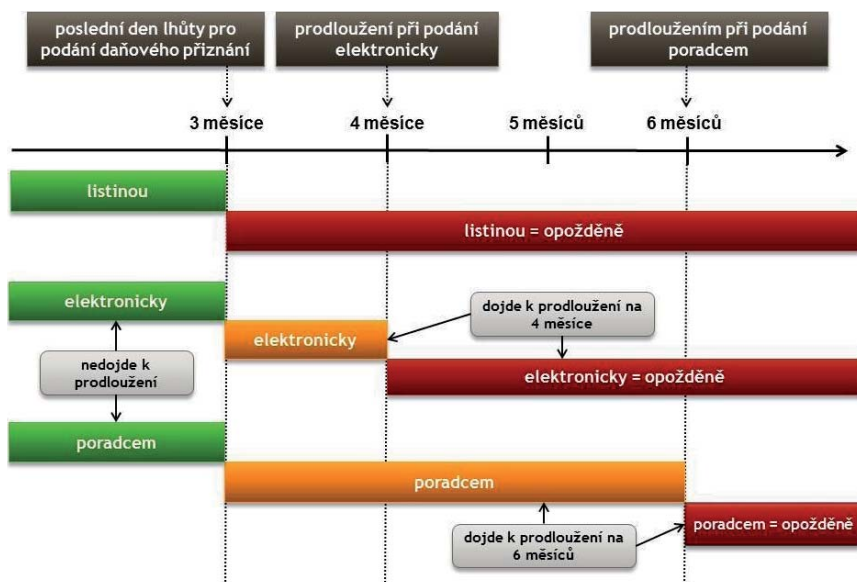 poslední den lhůty pro
podání daňového přiznání
prodloužení při podání
elektronicky
prodloužením při podání
poradcem
3 měsíce
4 měsíce
5 měsíců
6 měsíců
listinou
listinou = opožděně
elektronicky
elektronicky
dojde k prodloužení na
4 měsíce
nedojde k
prodloužení
elektronicky = opožděně
poradcem
poradcem
dojde k prodloužení na
6 měsíců
poradcem = opožděně